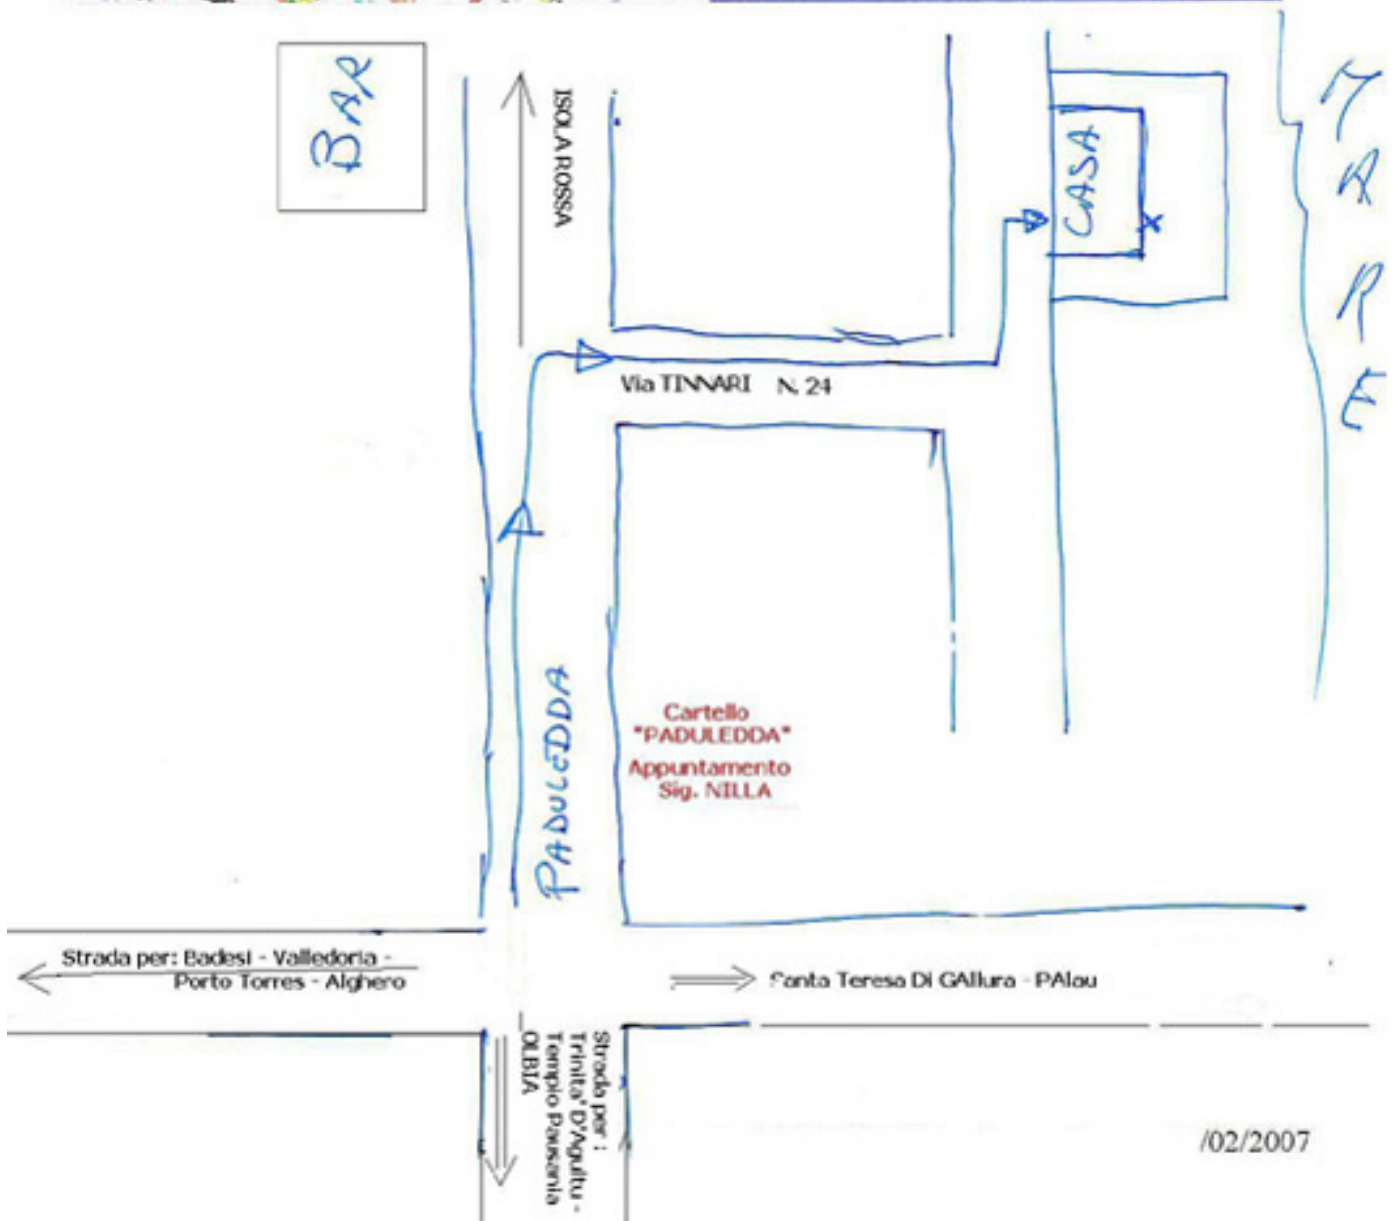 BAR
ISOLA ROSSA
CASA
X
MARE
Via TINNARI N. 24
PADULEDDA
Cartello
"PADULEDDA"
Appuntamento
Sig. NILLA
Strada per: Badesi - Valledoria -
Porto Torres - Alghero
Santa Teresa Di GAllura - PAlau
Strada per :
Trinita' D'Agultu -
Tempio Pausania
OLBIA
/02/2007